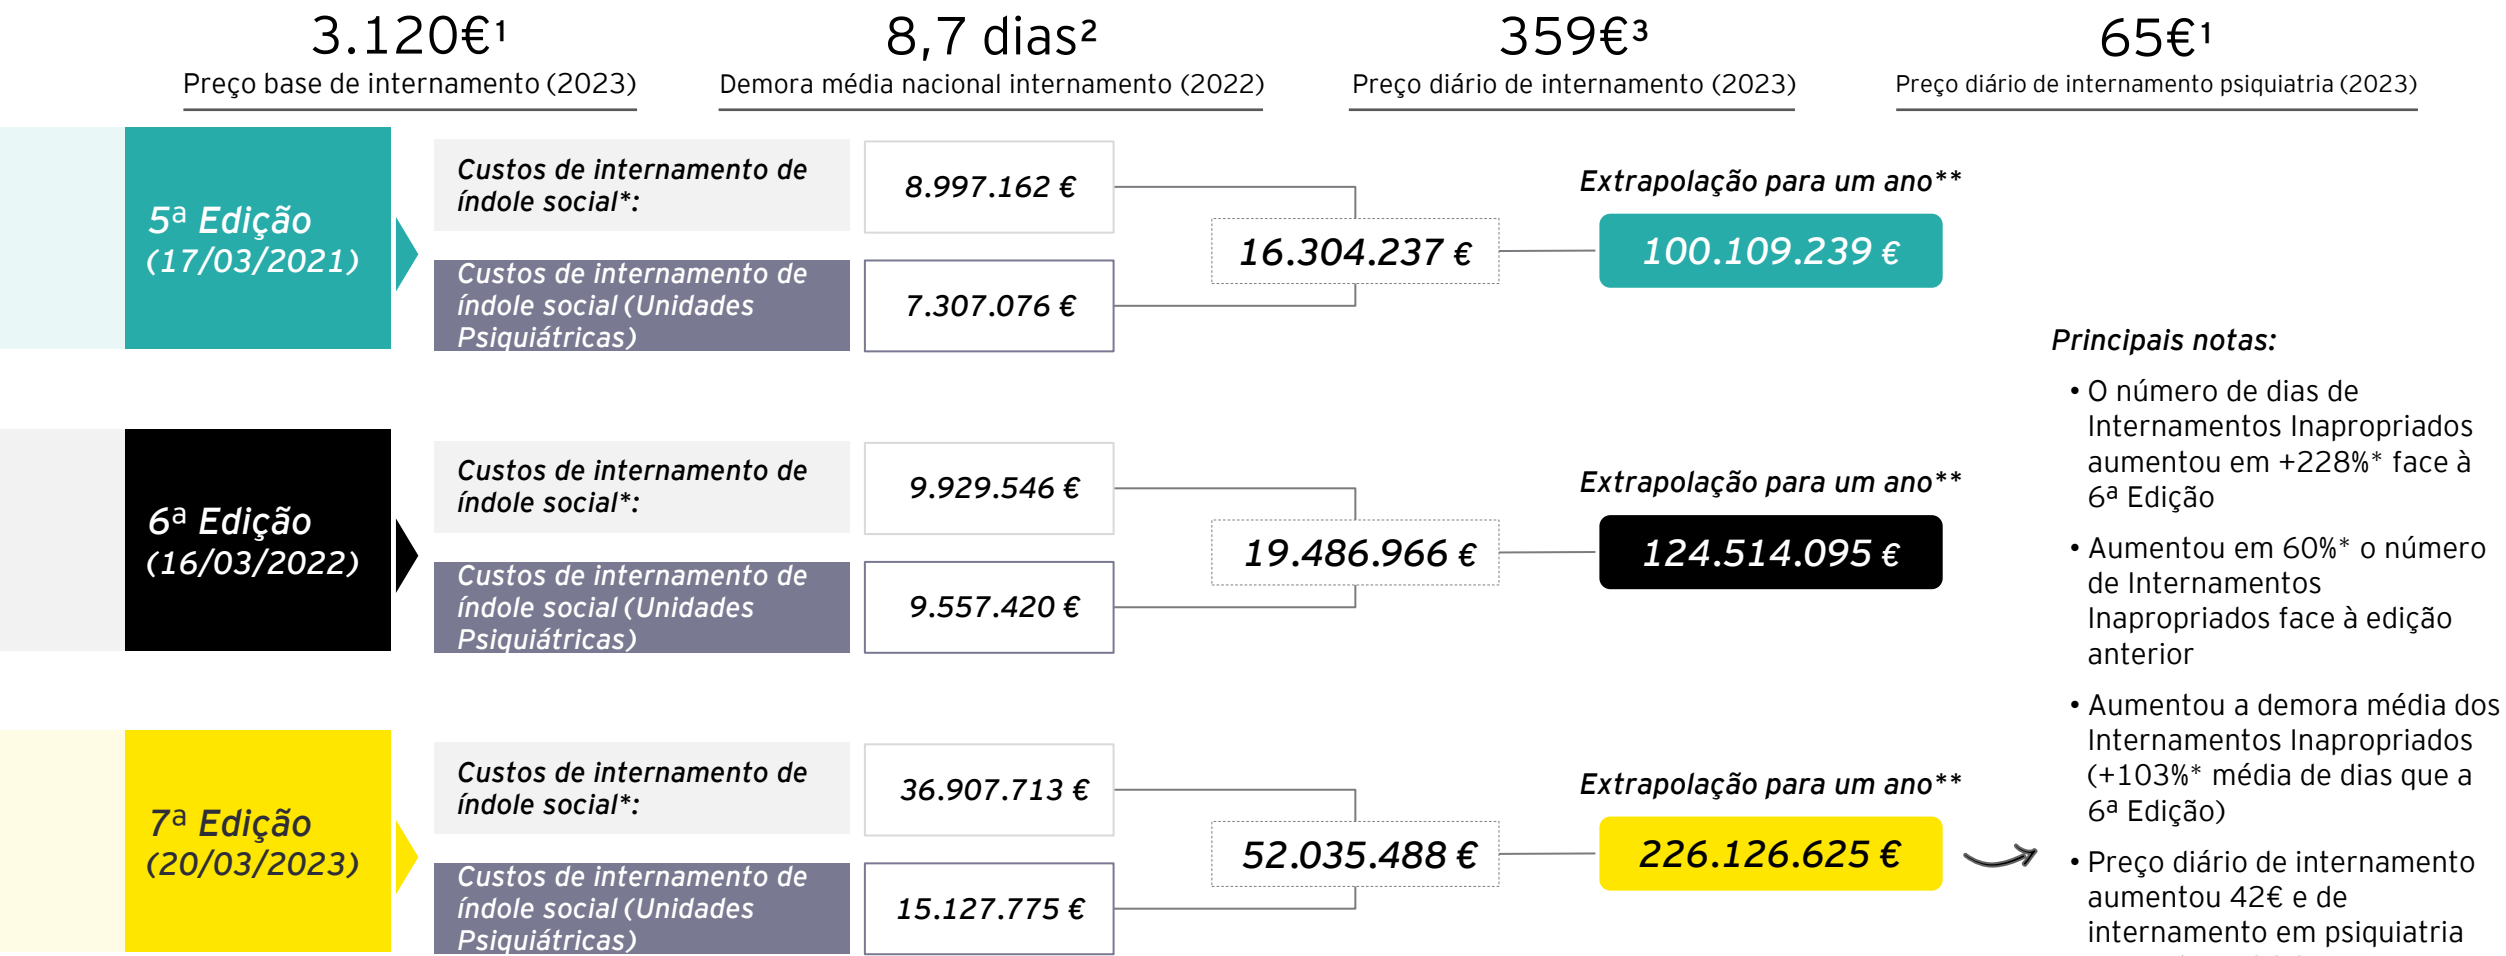 3.120€¹
Preço base de internamento (2023)
8,7 dias²
Demora média nacional internamento (2022)
359€³
Preço diário de internamento (2023)
65€¹
Preço diário de internamento psiquiatria (2023)
5ª Edição
(17/03/2021)
Custos de internamento de
índole social*:
8.997.162 €
Custos de internamento de
índole social (Unidades
Psiquiátricas)
7.307.076 €
16.304.237 €
Extrapolação para um ano**
100.109.239 €
6ª Edição
(16/03/2022)
Custos de internamento de
índole social*:
9.929.546 €
Custos de internamento de
índole social (Unidades
Psiquiátricas)
9.557.420 €
19.486.966 €
Extrapolação para um ano**
124.514.095 €
7ª Edição
(20/03/2023)
Custos de internamento de
índole social*:
36.907.713 €
Custos de internamento de
índole social (Unidades
Psiquiátricas)
15.127.775 €
52.035.488 €
Extrapolação para um ano**
226.126.625 €
Principais notas:
• O número de dias de
Internamentos Inapropriados
aumentou em +228%* face à
6ª Edição
• Aumentou em 60%* o número
de Internamentos
Inapropriados face à edição
anterior
• Aumentou a demora média dos
Internamentos Inapropriados
(+103%* média de dias que a
6ª Edição)
• Preço diário de internamento
aumentou 42€ e de
internamento em psiquiatria